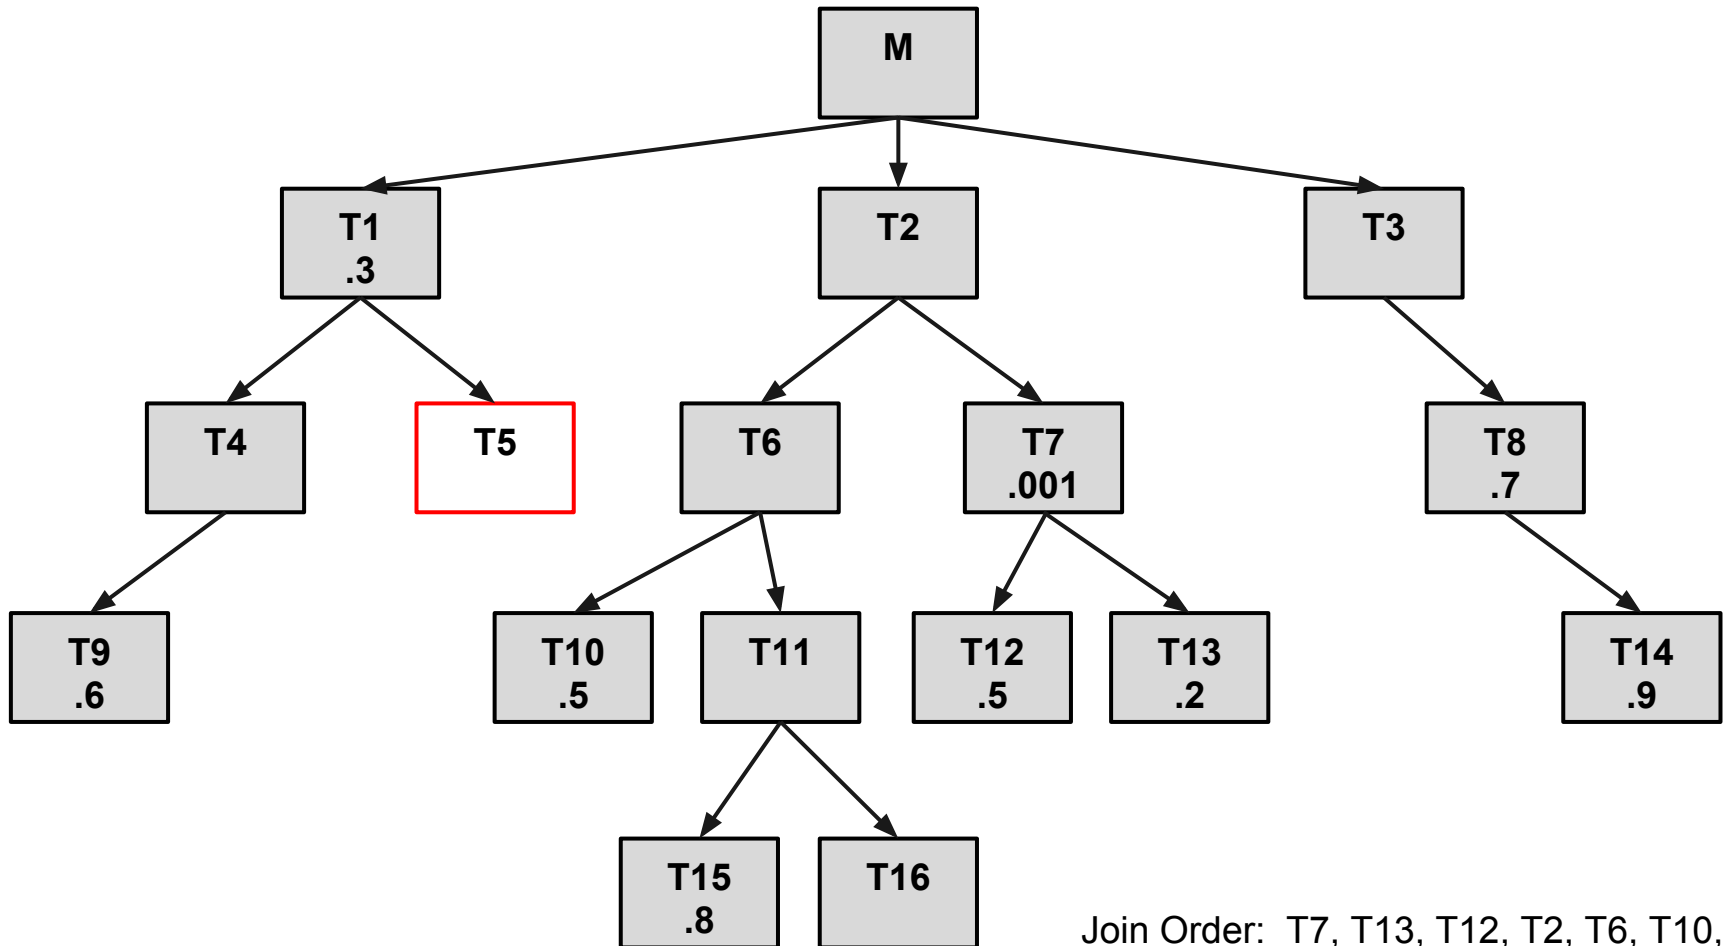 M
T1
.3
T2
T3
T4
T5
T6
T7
.001
T8
.7
T9
.6
T10
.5
T11
T12
.5
T13
.2
T14
.9
T15
.8
T16
Join Order: T7, T13, T12, T2, T6, T10,